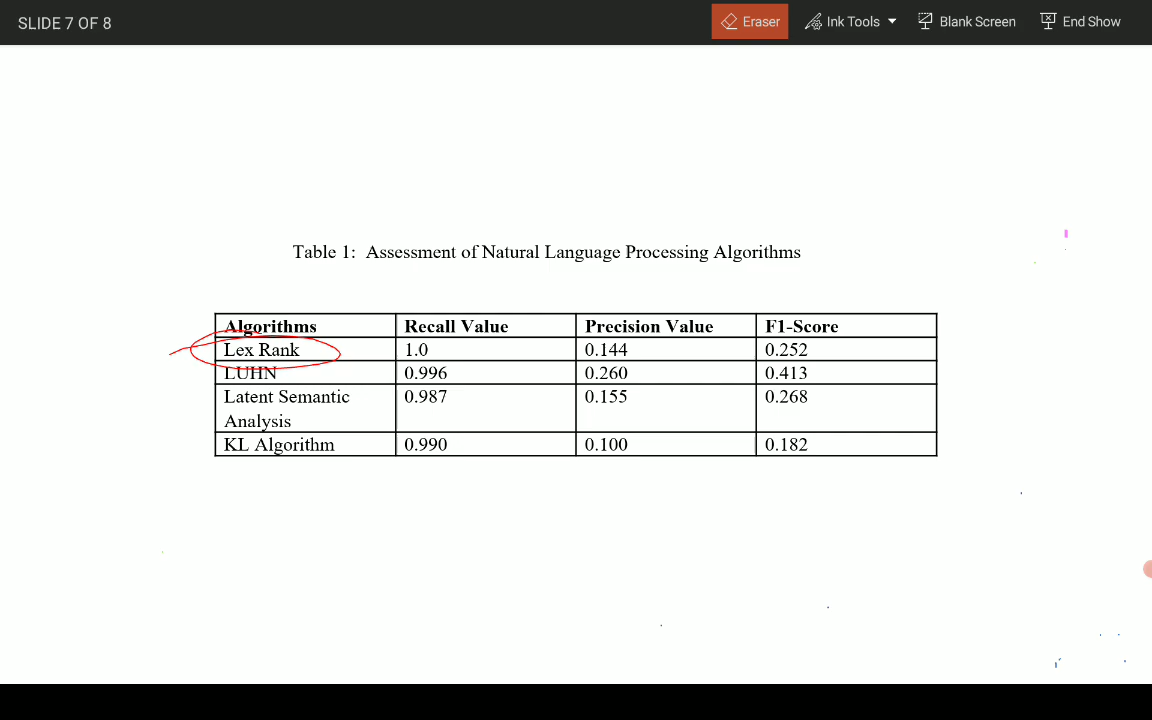 SLIDE 7 OF 8 Eraser Ink Tools Blank Screen End Show
Table 1: Assessment of Natural Language Processing Algorithms
Algorithms Recall Value Precision Value F1-Score
Lex Rank 1.0 0.144 0.252
LUHN 0.996 0.260 0.413
Latent Semantic 0.987 0.155 0.268
Analysis
KL Algorithm 0.990 0.100 0.182